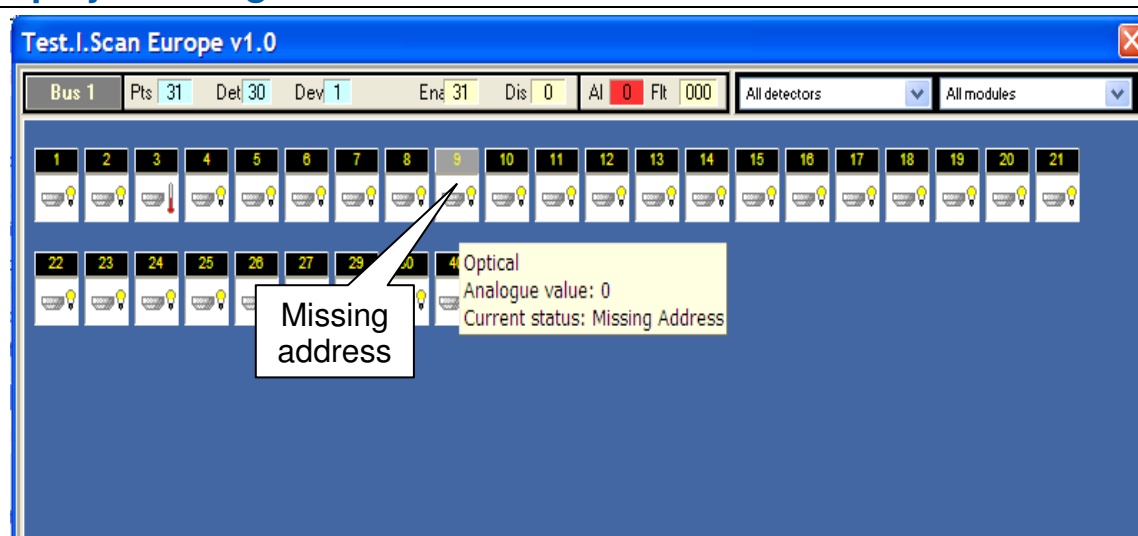 Test.I.Scan Europe v1.0
Bus 1 Pts 31 Det 30 Dev 1 Ena 31 Dis 0 Al 0 Flt 000 All detectors All modules
1 2 3 4 5 6 7 8 9 10 11 12 13 14 15 16 17 18 19 20 21
22 23 24 25 26 27 29
Optical
Analogue value: 0
Current status: Missing Address
Missing
address